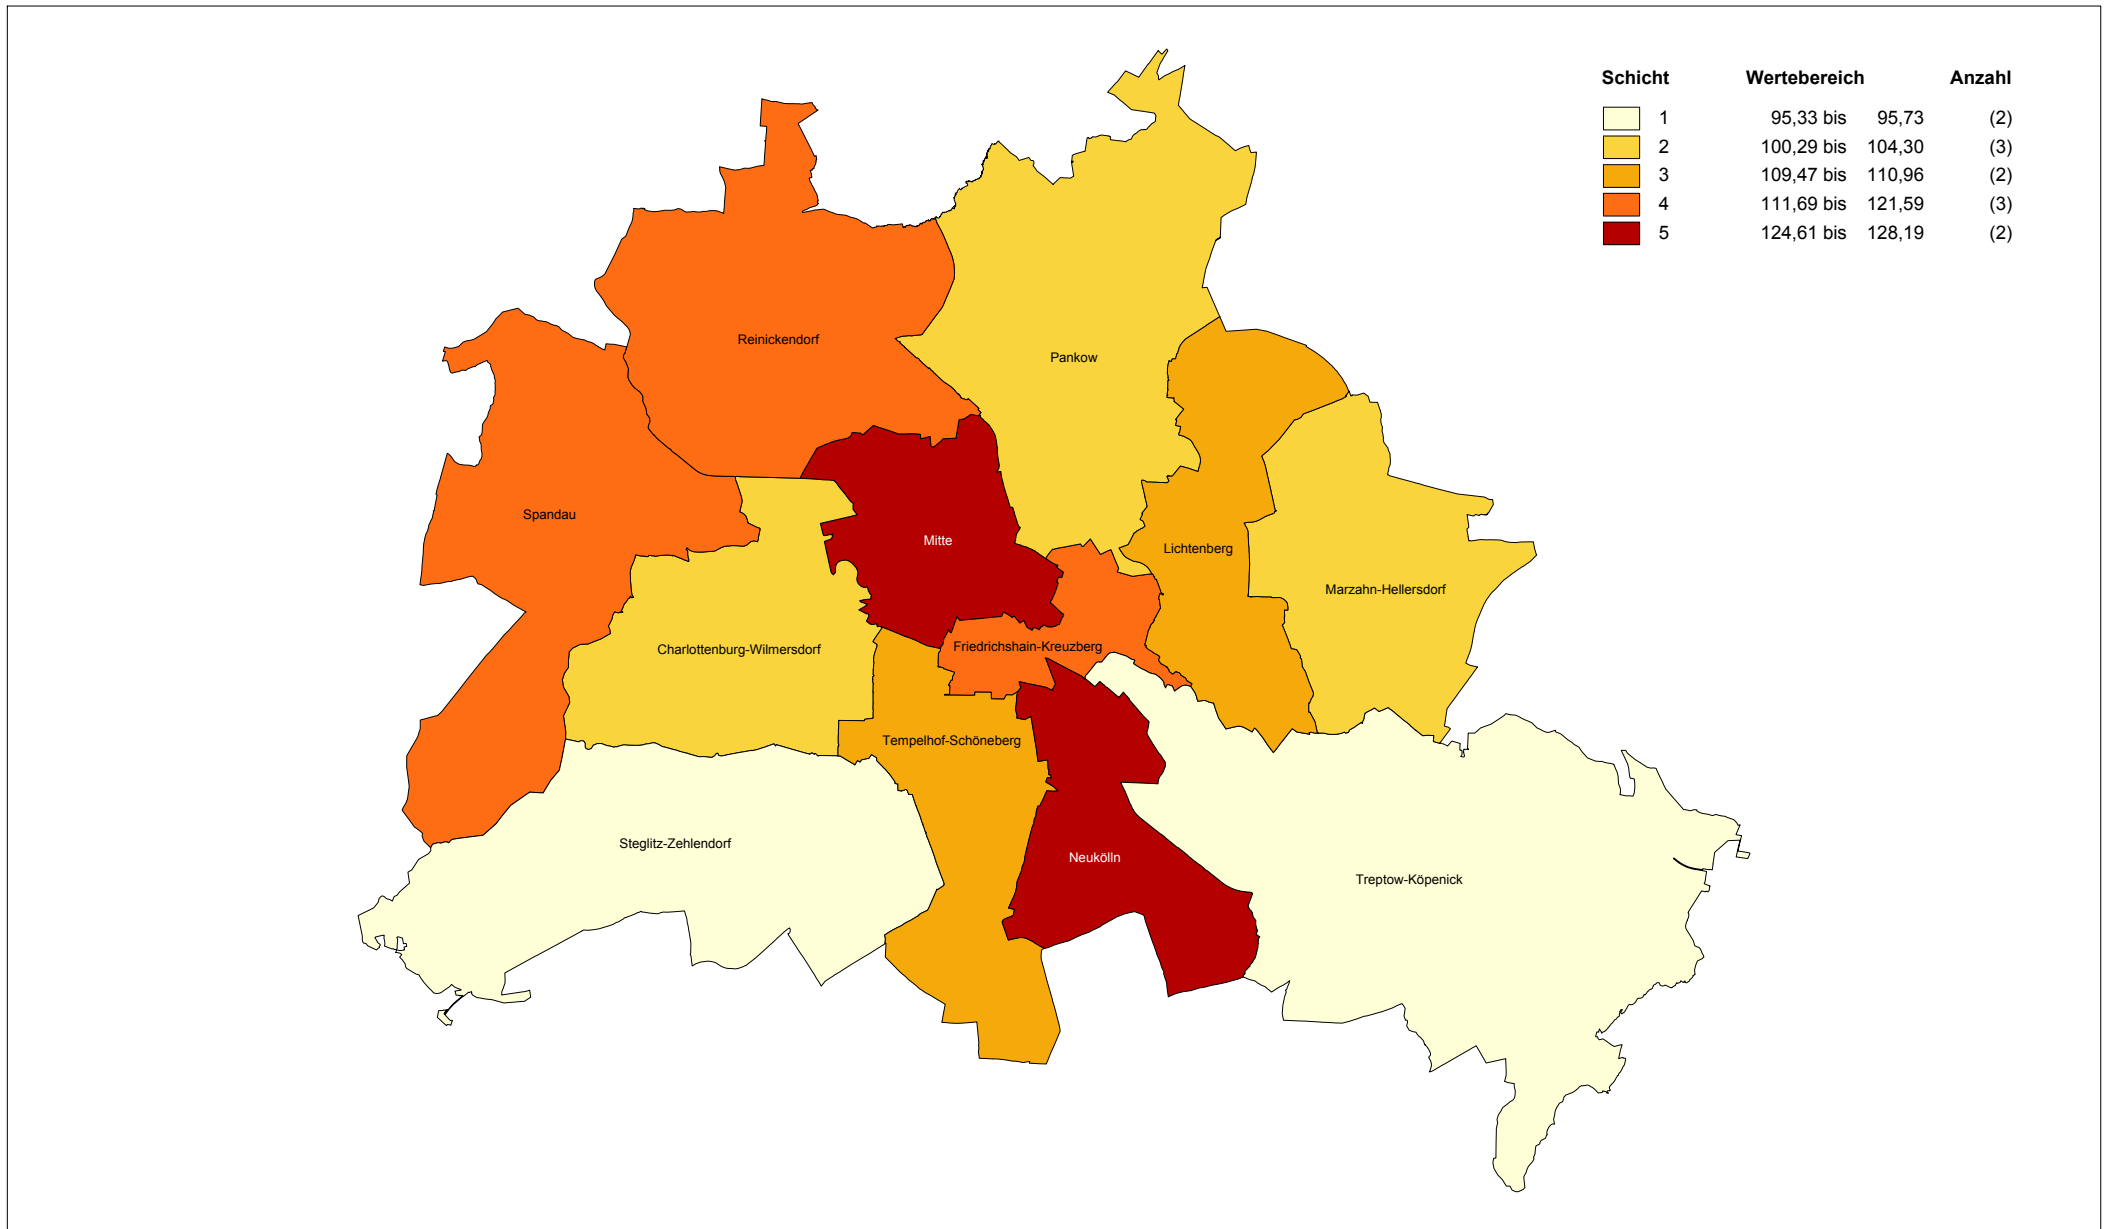 Schicht Wertebereich Anzahl
1 95,33 bis 95,73 (2)
2 100,29 bis 104,30 (3)
3 109,47 bis 110,96 (2)
4 111,69 bis 121,59 (3)
5 124,61 bis 128,19 (2)
Reinickendorf
Pankow
Spandau
Mitte
Lichtenberg
Marzahn-Hellersdorf
Charlottenburg-Wilmersdorf
Friedrichshain-Kreuzberg
Tempelhof-Schöneberg
Steglitz-Zehlendorf
Neukölln
Treptow-Köpenick